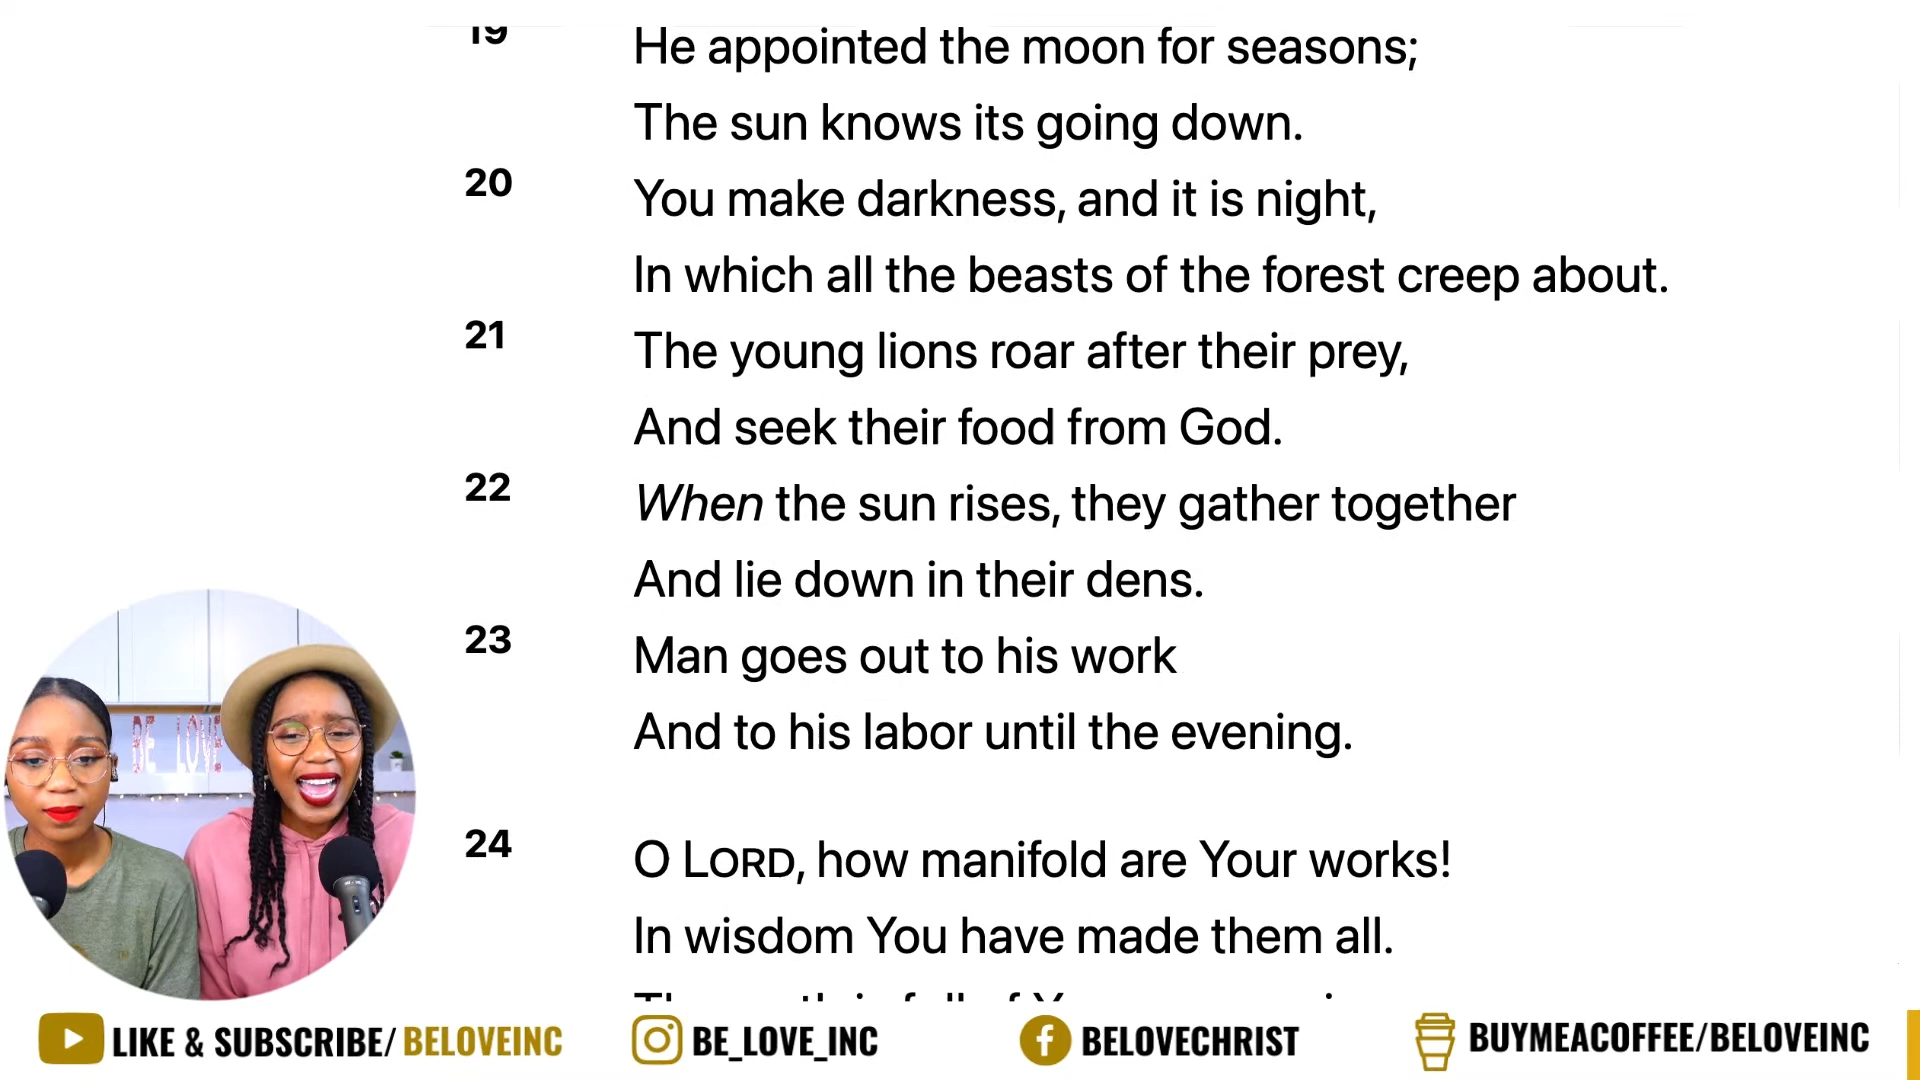 19 He appointed the moon for seasons;
The sun knows its going down.
20 You make darkness, and it is night,
In which all the beasts of the forest creep about.
21 The young lions roar after their prey,
And seek their food from God.
22 When the sun rises, they gather together
And lie down in their dens.
23 Man goes out to his work
And to his labor until the evening.
24 O LORD, how manifold are Your works!
In wisdom You have made them all.
BE LOVE
LIKE & SUBSCRIBE/ BELOVEINC
BE_LOVE_INC
BELOVECHRIST
BUYMEACOFFEE/BELOVEINC